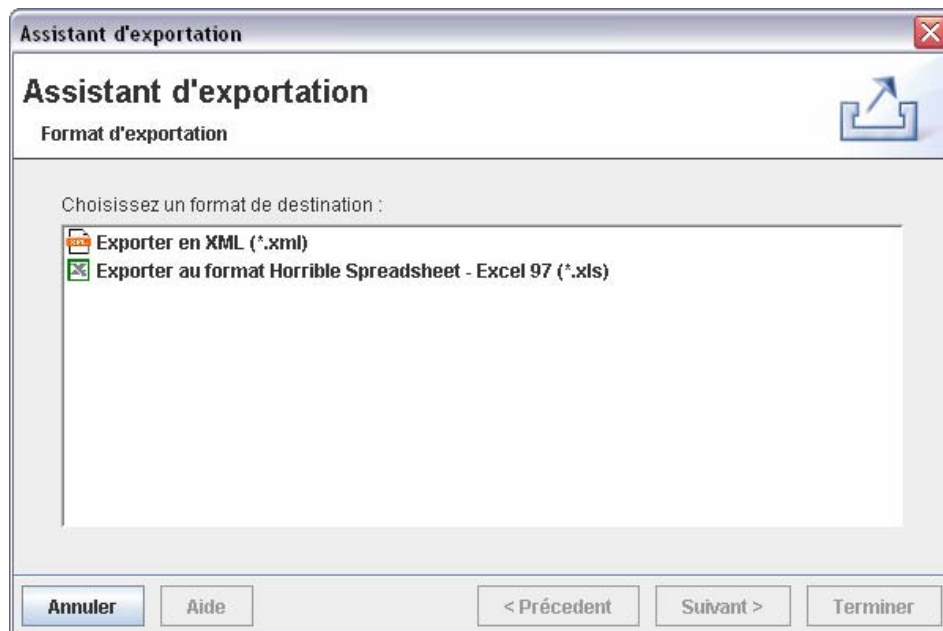 Assistant d'exportation
Assistant d'exportation
Format d'exportation
Choisissez un format de destination :
XML
Exporter en XML (*.xml)
Exporter au format Horrible Spreadsheet - Excel 97 (*.xls)
Annuler
Aide
< Précedent
Suivant >
Terminer